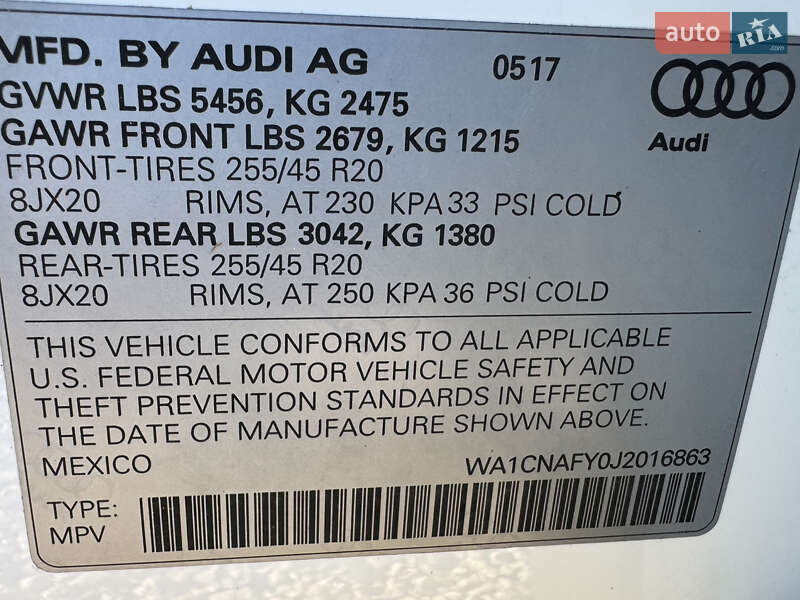 auto RIA.com
MFD. BY AUDI AG 0517
GVWR LBS 5456, KG 2475
GAWR FRONT LBS 2679, KG 1215
Audi
FRONT-TIRES 255/45 R20
8JX20 RIMS, AT 230 KPA 33 PSI COLD
GAWR REAR LBS 3042, KG 1380
REAR-TIRES 255/45 R20
8JX20 RIMS, AT 250 KPA 36 PSI COLD
THIS VEHICLE CONFORMS TO ALL APPLICABLE
U.S. FEDERAL MOTOR VEHICLE SAFETY AND
THEFT PREVENTION STANDARDS IN EFFECT ON
THE DATE OF MANUFACTURE SHOWN ABOVE.
MEXICO WA1CNAFY0J2016863
TYPE:
MPV